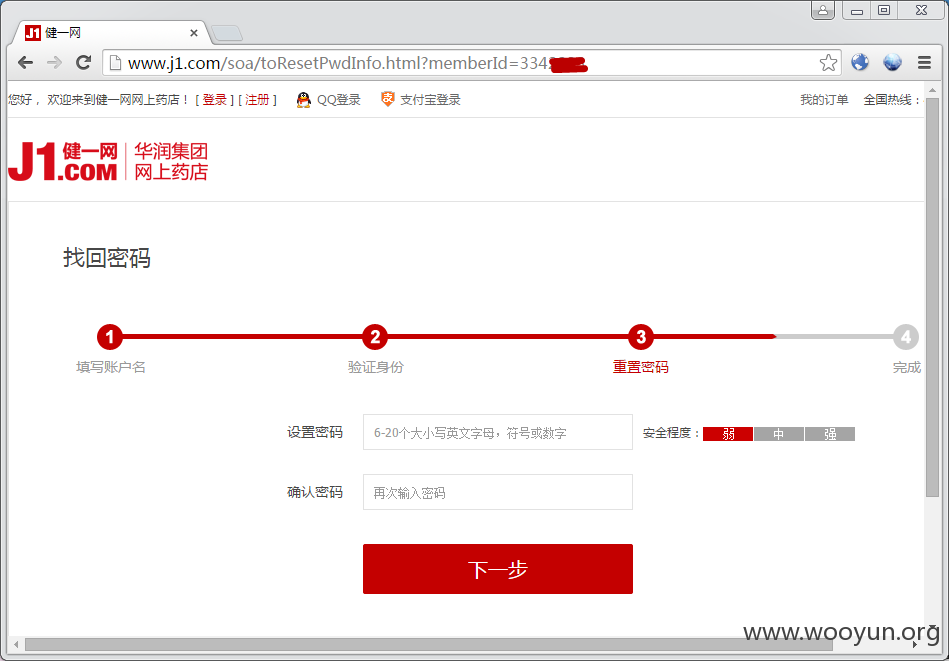 健一网
www.j1.com/soa/toResetPwdInfo.html?memberId=334
您好，欢迎来到健一网网上药店！ [ 登录 ] [ 注册 ] QQ登录 支付宝登录 我的订单 全国热线：
J1.COM 健一网 华润集团
网上药店
找回密码
1 2 3 4
填写账户名 验证身份 重置密码 完成
设置密码 6-20个大小写英文字母，符号或数字 安全程度： 弱 中 强
确认密码 再次输入密码
下一步
www.wooyun.org